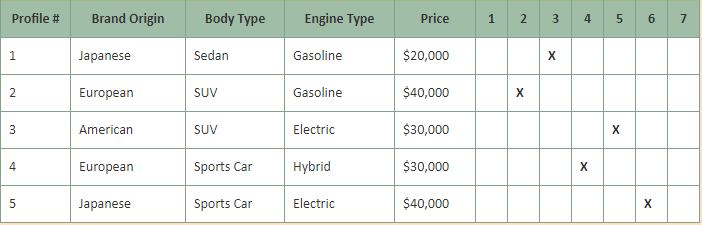 Profile # Brand Origin Body Type Engine Type Price 1 2 3 4 5 6 7
1 Japanese Sedan Gasoline $20,000 X
2 European SUV Gasoline $40,000 X
3 American SUV Electric $30,000 X
4 European Sports Car Hybrid $30,000 X
5 Japanese Sports Car Electric $40,000 X